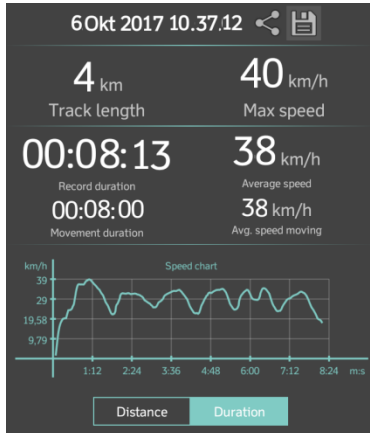 6 Okt 2017 10.37.12
4 km
40 km/h
Track length
Max speed
00:08:13
38 km/h
Record duration
Average speed
00:08:00
38 km/h
Movement duration
Avg. speed moving
km/h
Speed chart
39
29
19,58
9,79
1:12 2:24 3:36 4:48 6:00 7:12 8:24 m:s
Distance
Duration